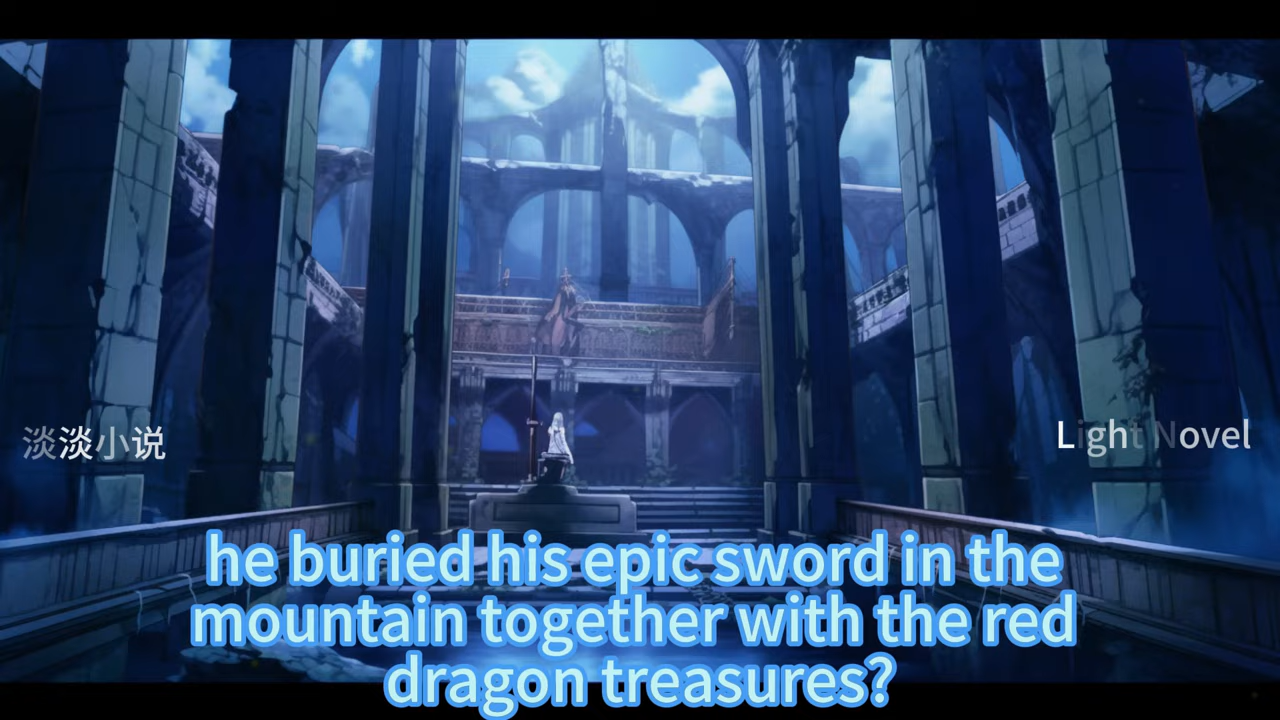 淡淡小说
Light Novel
he buried his epic sword in the
mountain together with the red
dragon treasures?